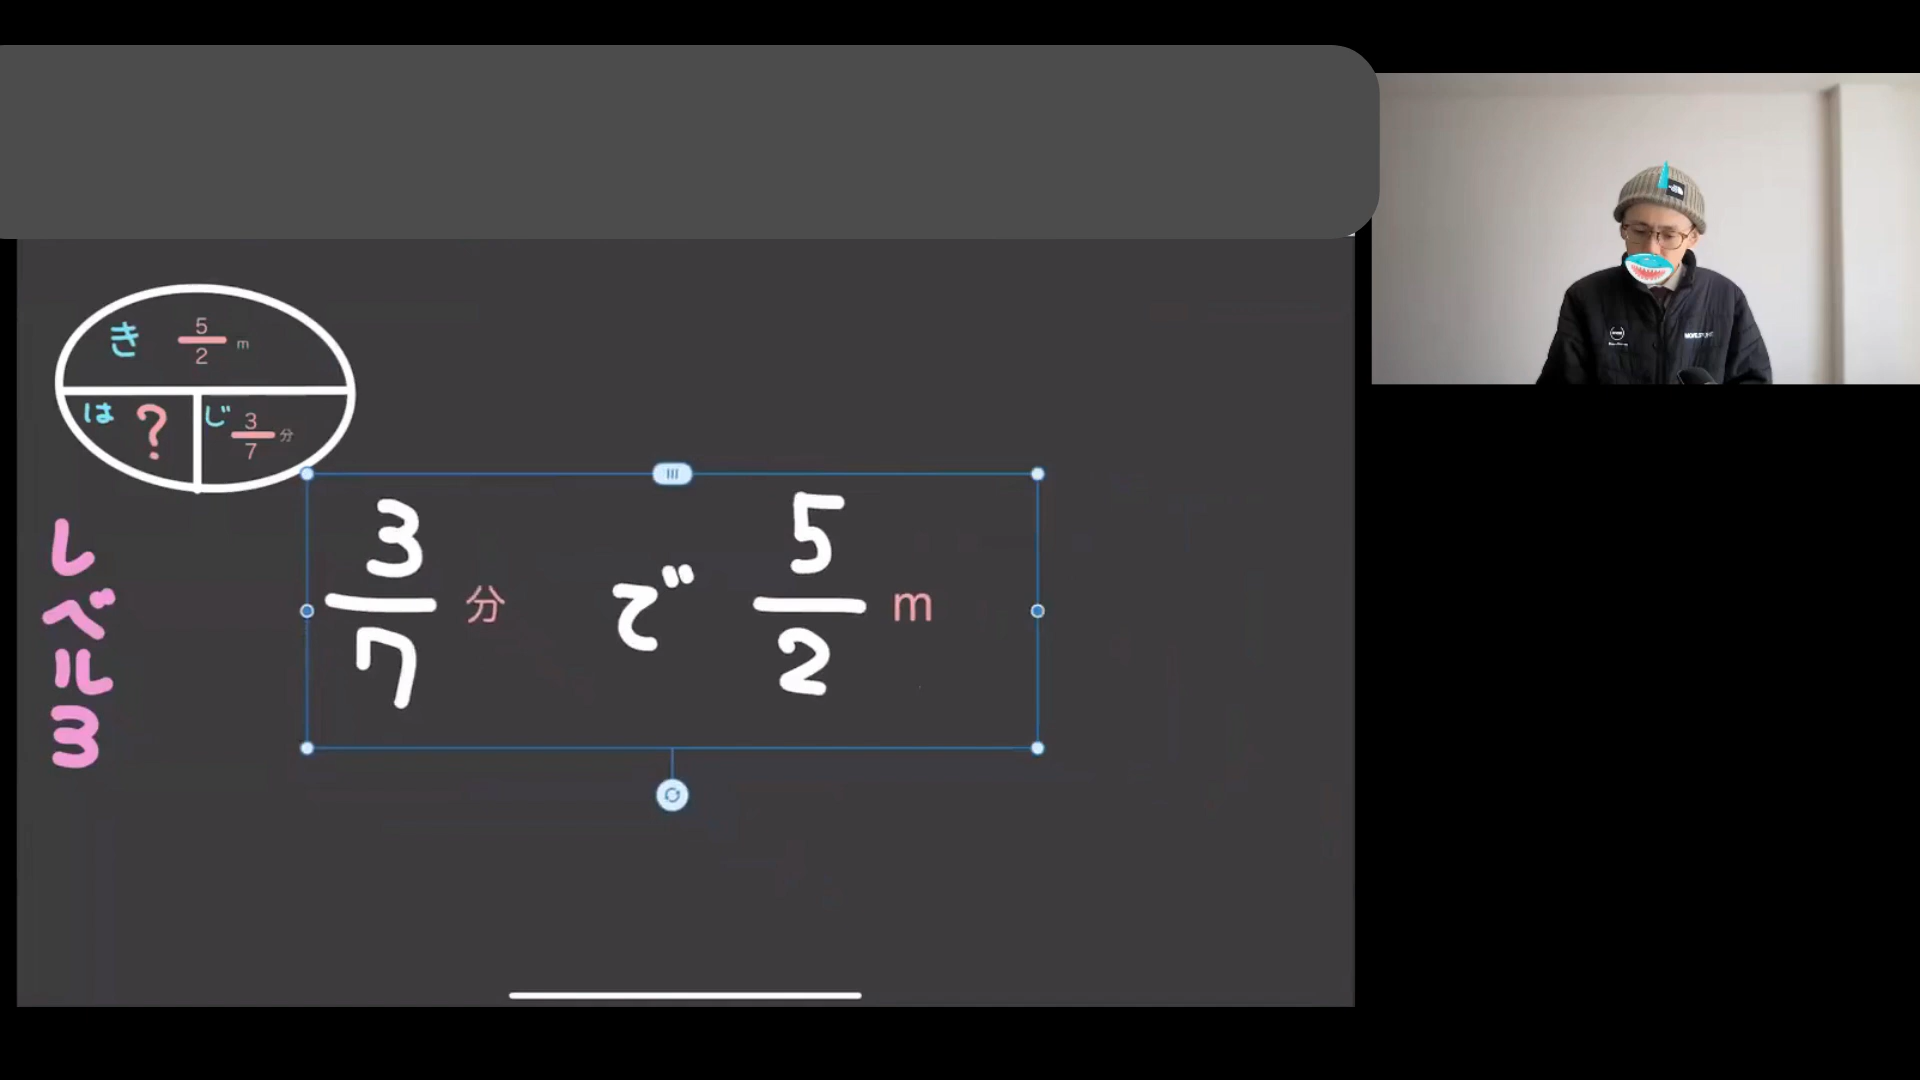 き 5/2 m
は ? じ 3/7 分
レベル3
3/7 分 で 5/2 m